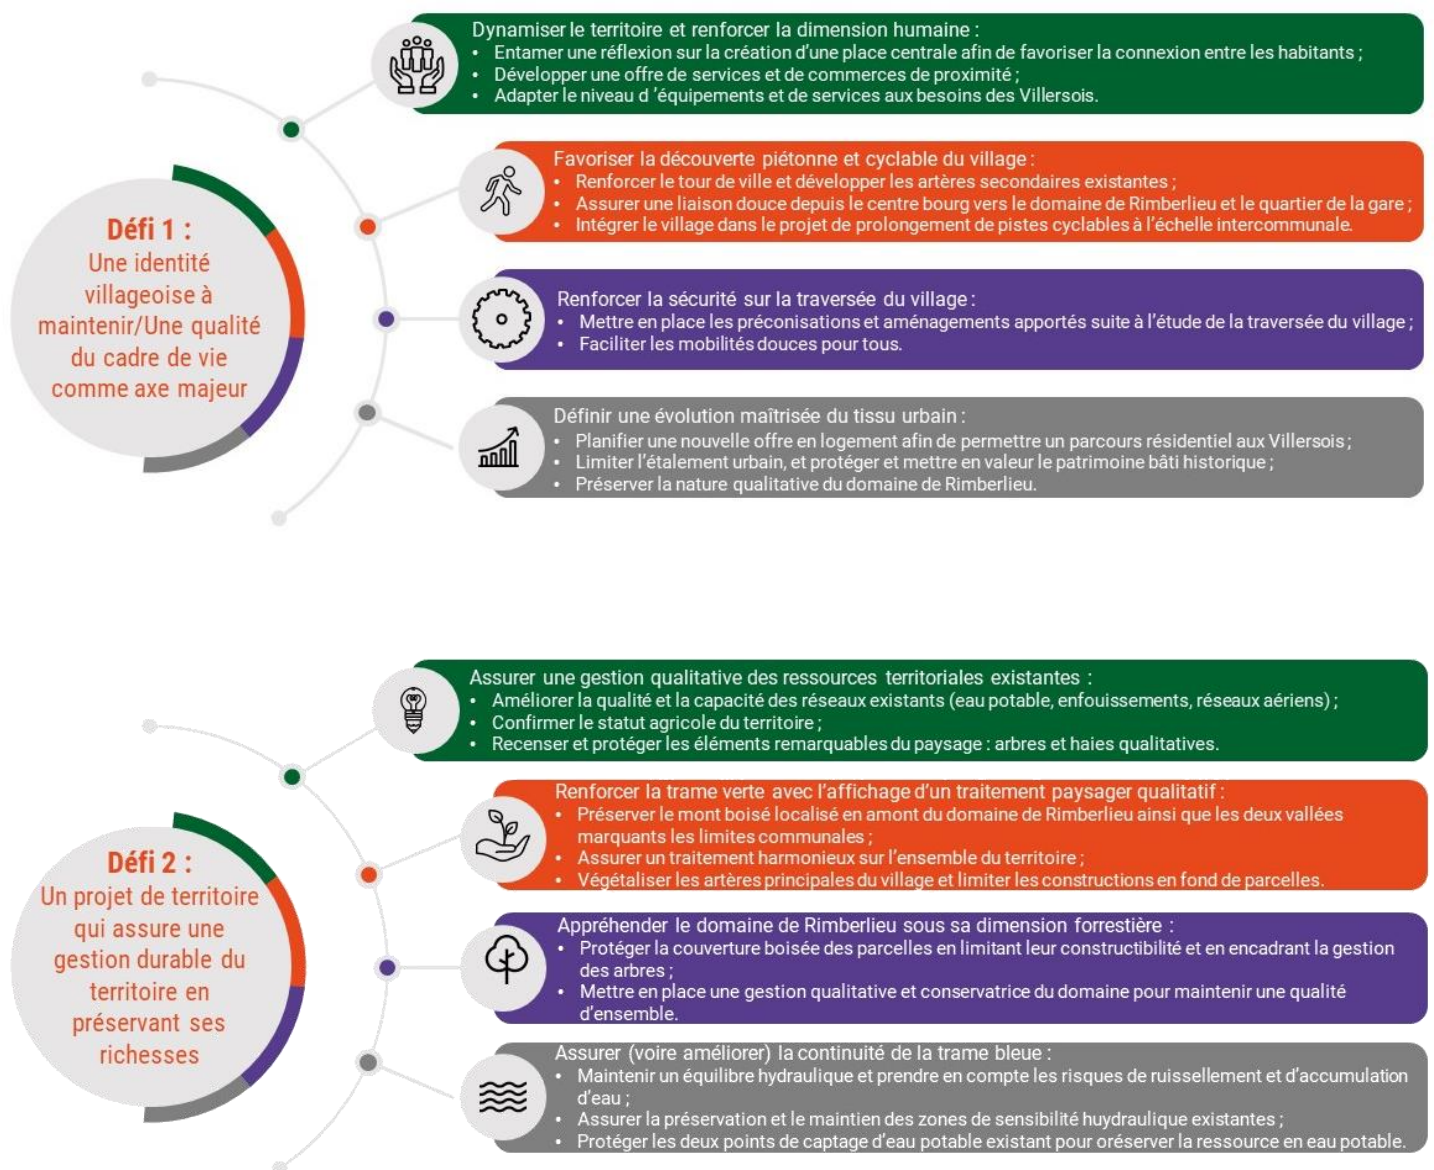 Dynamiser le territoire et renforcer la dimension humaine :
• Entamer une réflexion sur la création d'une place centrale afin de favoriser la connexion entre les habitants ;
• Développer une offre de services et de commerces de proximité ;
• Adapter le niveau d 'équipements et de services aux besoins des Villersois.
Favoriser la découverte piétonne et cyclable du village :
• Renforcer le tour de ville et développer les artères secondaires existantes ;
• Assurer une liaison douce depuis le centre bourg vers le domaine de Rimberlieu et le quartier de la gare ;
• Intégrer le village dans le projet de prolongement de pistes cyclables à l'échelle intercommunale.
Défi 1 :
Une identité
villageoise à
maintenir/Une qualité
du cadre de vie
comme axe majeur
Renforcer la sécurité sur la traversée du village :
• Mettre en place les préconisations et aménagements apportés suite à l'étude de la traversée du village ;
• Faciliter les mobilités douces pour tous.
Définir une évolution maîtrisée du tissu urbain :
• Planifier une nouvelle offre en logement afin de permettre un parcours résidentiel aux Villersois ;
• Limiter l'étalement urbain, et protéger et mettre en valeur le patrimoine bâti historique ;
• Préserver la nature qualitative du domaine de Rimberlieu.
Assurer une gestion qualitative des ressources territoriales existantes :
• Améliorer la qualité et la capacité des réseaux existants (eau potable, enfouissements, réseaux aériens) ;
• Confirmer le statut agricole du territoire ;
• Recenser et protéger les éléments remarquables du paysage : arbres et haies qualitatives.
Renforcer la trame verte avec l'affichage d'un traitement paysager qualitatif :
• Préserver le mont boisé localisé en amont du domaine de Rimberlieu ainsi que les deux vallées
marquants les limites communales ;
• Assurer un traitement harmonieux sur l'ensemble du territoire ;
• Végétaliser les artères principales du village et limiter les constructions en fond de parcelles.
Défi 2 :
Un projet de territoire
qui assure une
gestion durable du
territoire en
préservant ses
richesses
Appréhender le domaine de Rimberlieu sous sa dimension forrestière :
• Protéger la couverture boisée des parcelles en limitant leur constructibilité et en encadrant la gestion
des arbres ;
• Mettre en place une gestion qualitative et conservatrice du domaine pour maintenir une qualité
d'ensemble.
Assurer (voire améliorer) la continuité de la trame bleue :
• Maintenir un équilibre hydraulique et prendre en compte les risques de ruissellement et d'accumulation
d'eau ;
• Assurer la préservation et le maintien des zones de sensibilité huydraulique existantes ;
• Protéger les deux points de captage d'eau potable existant pour oréserver la ressource en eau potable.